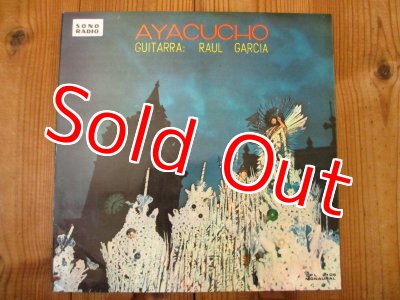 SONO
RADIO
AYACUCHO
GUITARRA: RAUL GARCIA
Sold Out